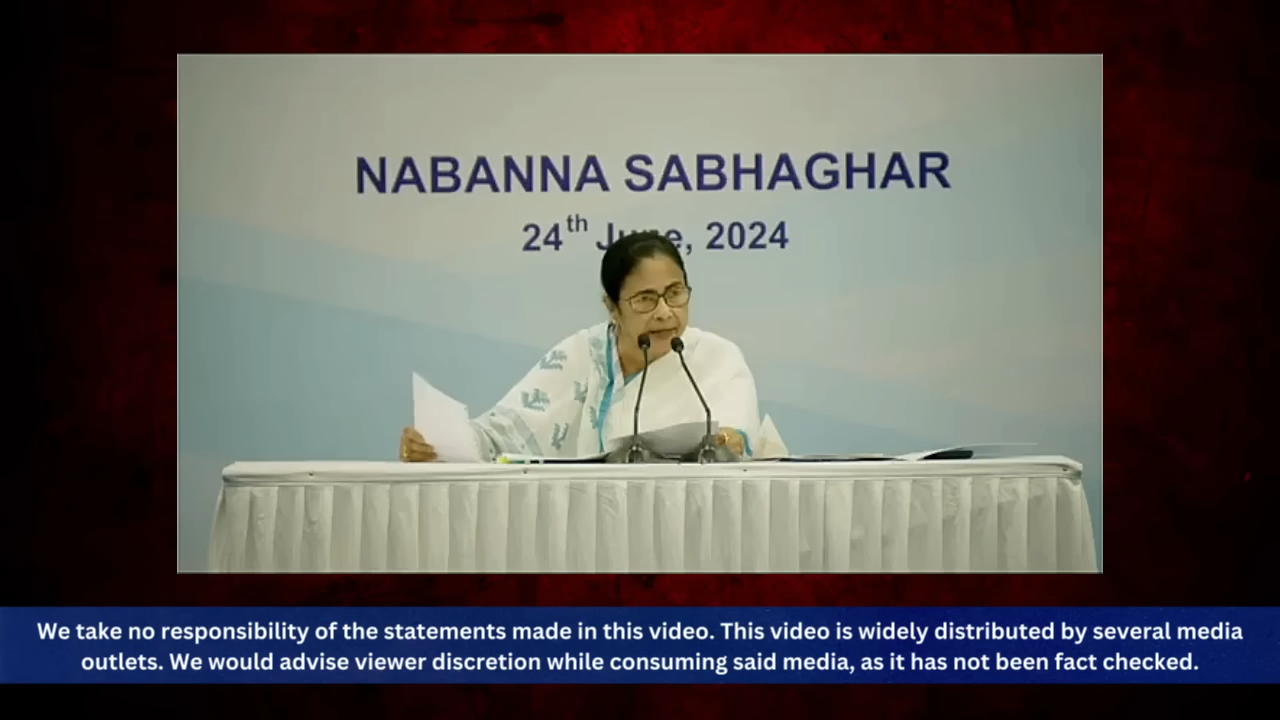 NABANNA SABHAGHAR
24th June, 2024
We take no responsibility of the statements made in this video. This video is widely distributed by several media
outlets. We would advise viewer discretion while consuming said media, as it has not been fact checked.